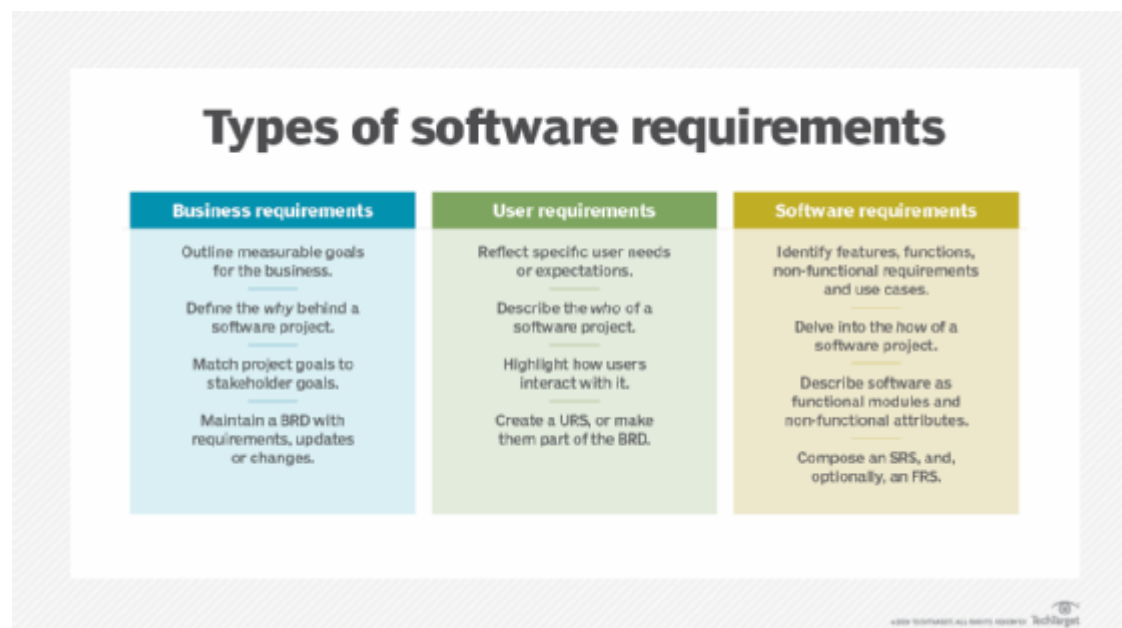 Types of software requirements
Business requirements
Outline measurable goals
for the business.
Define the why behind a
software project.
Match project goals to
stakeholder goals.
Maintain a BRD with
requirements, updates
or changes.
User requirements
Reflect specific user needs
or expectations.
Describe the who of a
software project.
Highlight how users
interact with it.
Create a URS, or make
them part of the BRD.
Software requirements
Identify features, functions,
non-functional requirements
and use cases.
Delve into the how of a
software project.
Describe software as
functional modules and
non-functional attributes.
Compose an SRS, and,
optionally, an FRS.
TECHTARGET. ALL RIGHTS RESERVED TechTarget